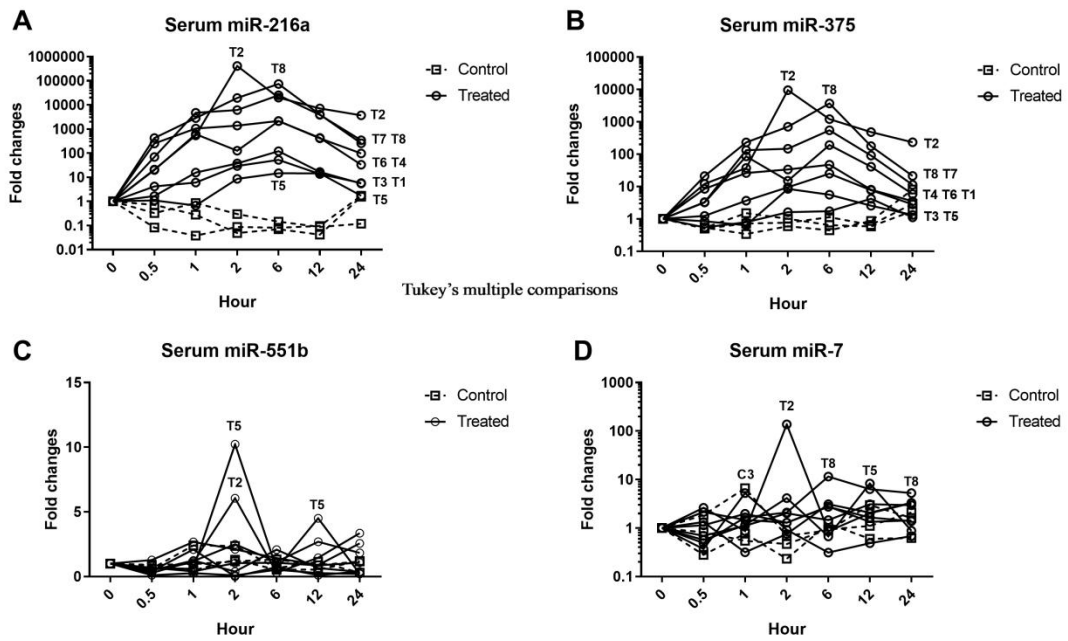 A
Serum miR-216a
1000000
100000
10000
1000
100
10
1
0.1
0.01
Fold changes
T2
T8
T5
T2
T7 T8
T6 T4
T3 T1
T5
0 0.5 1 2 6 12 24
Hour
Control
Treated
B
Serum miR-375
100000
10000
1000
100
10
1
0.1
Fold changes
T2
T8
T2
T8 T7
T4 T6 T1
T3 T5
0 0.5 1 2 6 12 24
Hour
Control
Treated
Tukey's multiple comparisons
C
Serum miR-551b
15
10
5
0
Fold changes
T5
T2
T5
0 0.5 1 2 6 12 24
Hour
Control
Treated
D
Serum miR-7
1000
100
10
1
0.1
Fold changes
C3
T2
T8
T5
T8
0 0.5 1 2 6 12 24
Hour
Control
Treated